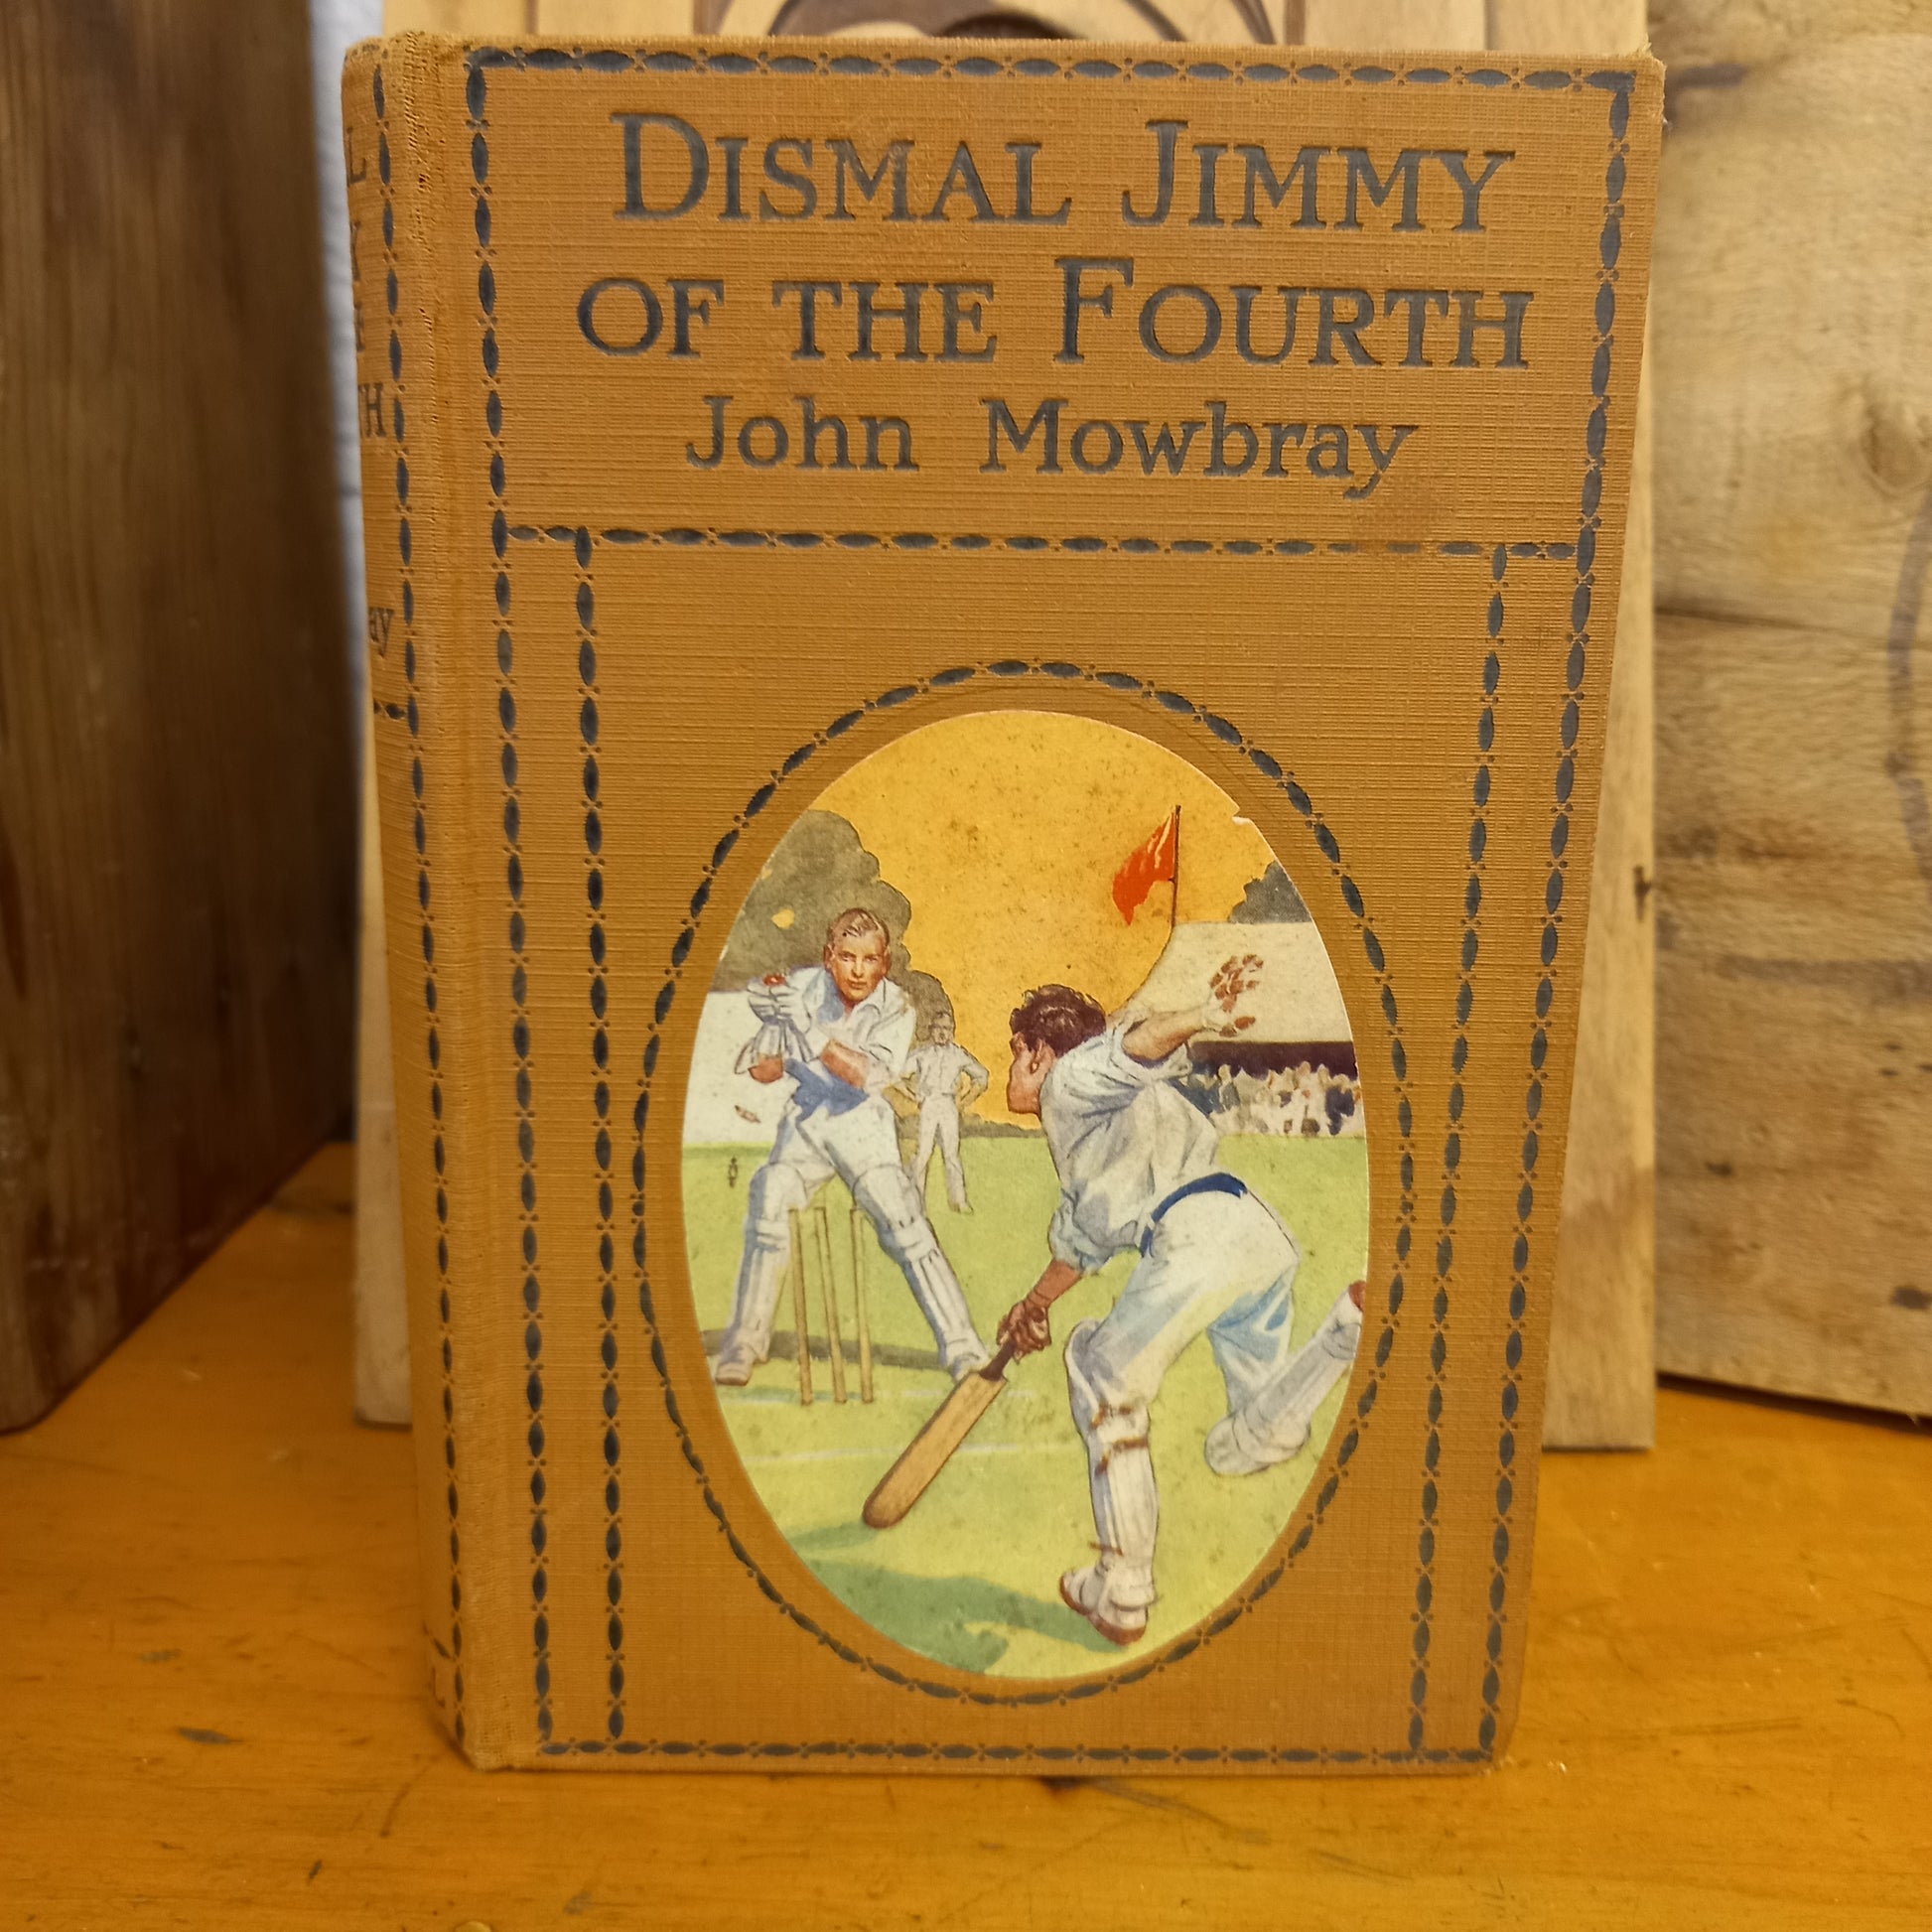 DISMAL JIMMY
OF THE FOURTH
John Mowbray